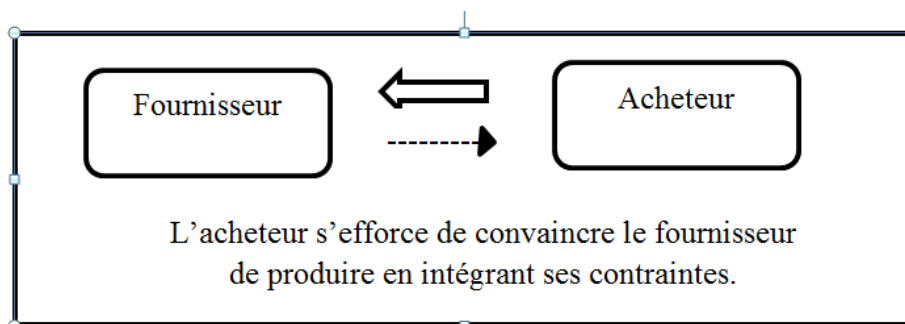 Fournisseur
Acheteur
L’acheteur s’efforce de convaincre le fournisseur
de produire en intégrant ses contraintes.